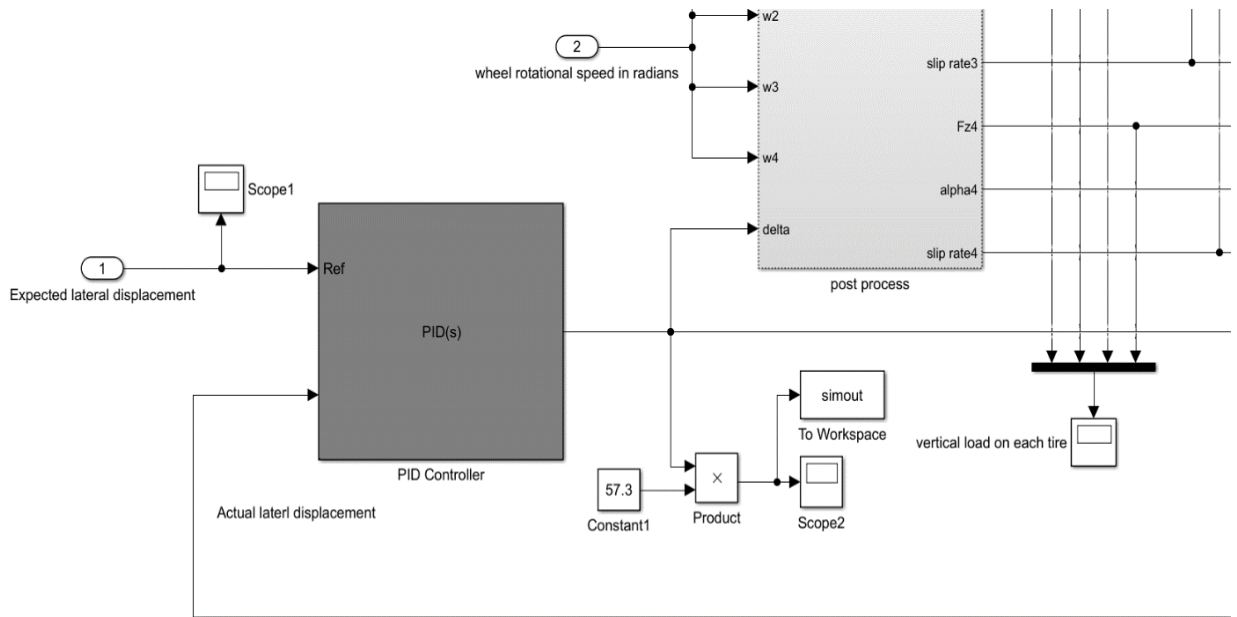 w2
2
wheel rotational speed in radians
slip rate3
w3
Fz4
w4
alpha4
Scope1
delta
slip rate4
post process
1
Ref
Expected lateral displacement
PID(s)
simout
To Workspace
vertical load on each tire
PID Controller
57.3
×
Constant1
Product
Scope2
Actual laterl displacement